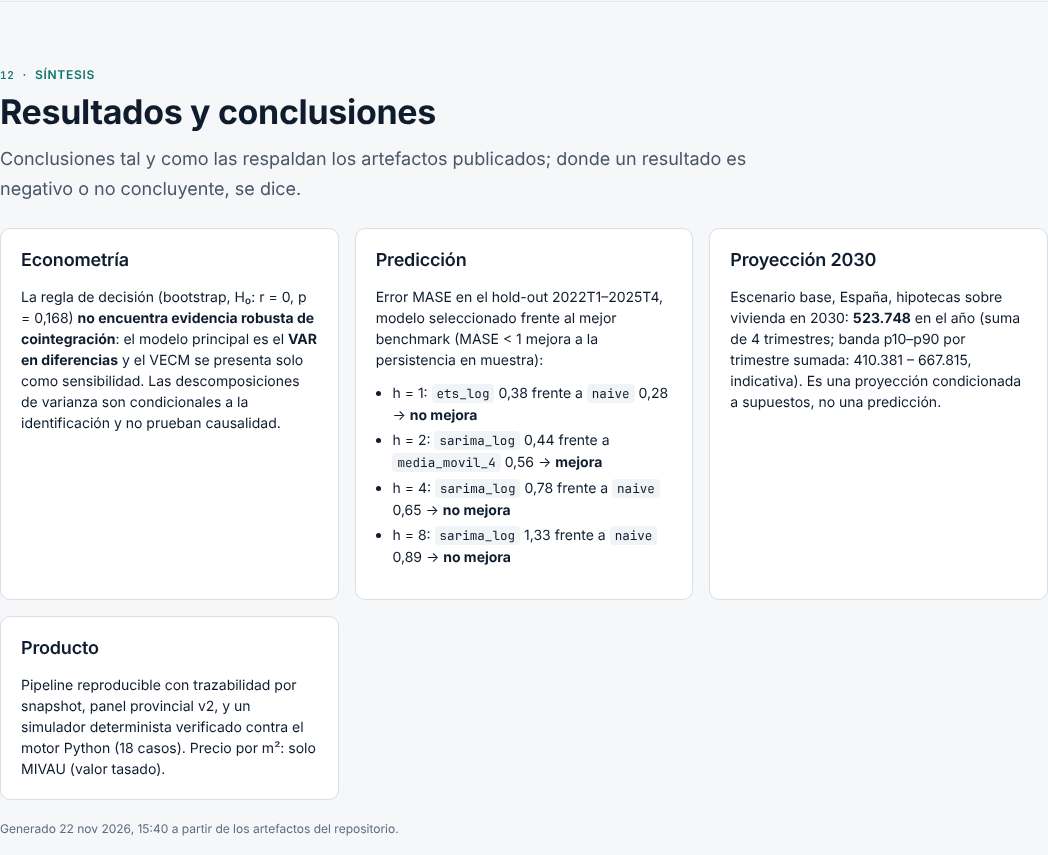 12 · SÍNTESIS
Resultados y conclusiones
Conclusiones tal y como las respaldan los artefactos publicados; donde un resultado es
negativo o no concluyente, se dice.
Econometría
La regla de decisión (bootstrap, H₀: r = 0, p
= 0,168) no encuentra evidencia robusta de
cointegración: el modelo principal es el VAR
en diferencias y el VECM se presenta solo
como sensibilidad. Las descomposiciones
de varianza son condicionales a la
identificación y no prueban causalidad.
Predicción
Error MASE en el hold-out 2022T1–2025T4,
modelo seleccionado frente al mejor
benchmark (MASE < 1 mejora a la
persistencia en muestra):
• h = 1: ets_log 0,38 frente a naive 0,28
→ no mejora
• h = 2: sarima_log 0,44 frente a
media_movil_4 0,56 → mejora
• h = 4: sarima_log 0,78 frente a naive
0,65 → no mejora
• h = 8: sarima_log 1,33 frente a naive
0,89 → no mejora
Proyección 2030
Escenario base, España, hipotecas sobre
vivienda en 2030: 523.748 en el año (suma
de 4 trimestres; banda p10–p90 por
trimestre sumada: 410.381 – 667.815,
indicativa). Es una proyección condicionada
a supuestos, no una predicción.
Producto
Pipeline reproducible con trazabilidad por
snapshot, panel provincial v2, y un
simulador determinista verificado contra el
motor Python (18 casos). Precio por m²: solo
MIVAU (valor tasado).
Generado 22 nov 2026, 15:40 a partir de los artefactos del repositorio.